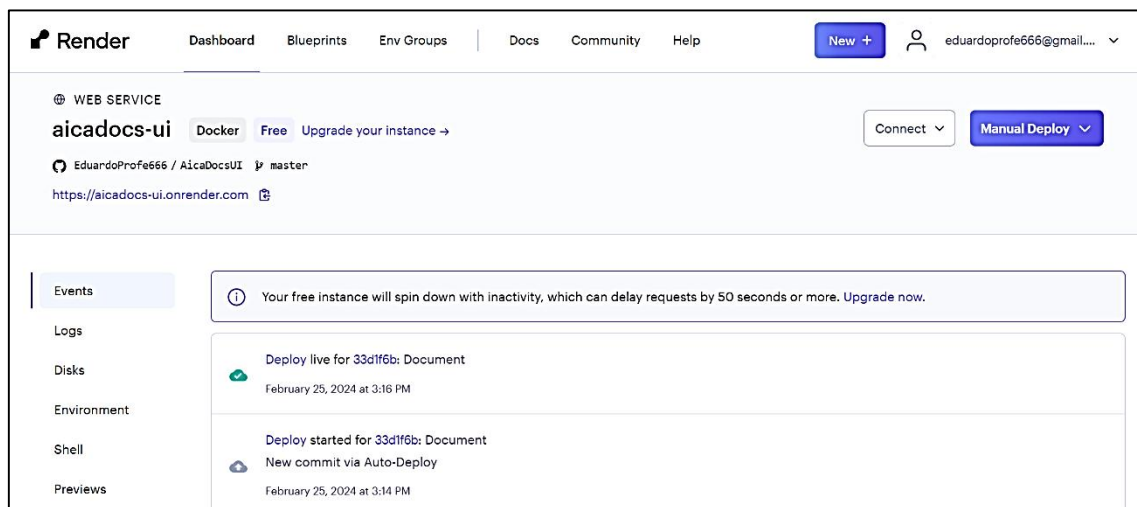 Render Dashboard Blueprints Env Groups Docs Community Help New + eduardoprofe666@gmail....
WEB SERVICE
aicadocs-ui Docker Free Upgrade your instance → Connect Manual Deploy
EduardoProfe666 / AicaDocsUI master
https://aicadocs-ui.onrender.com
Events
Logs
Disks
Environment
Shell
Previews
Your free instance will spin down with inactivity, which can delay requests by 50 seconds or more. Upgrade now.
Deploy live for 33d1f6b: Document
February 25, 2024 at 3:16 PM
Deploy started for 33d1f6b: Document
New commit via Auto-Deploy
February 25, 2024 at 3:14 PM